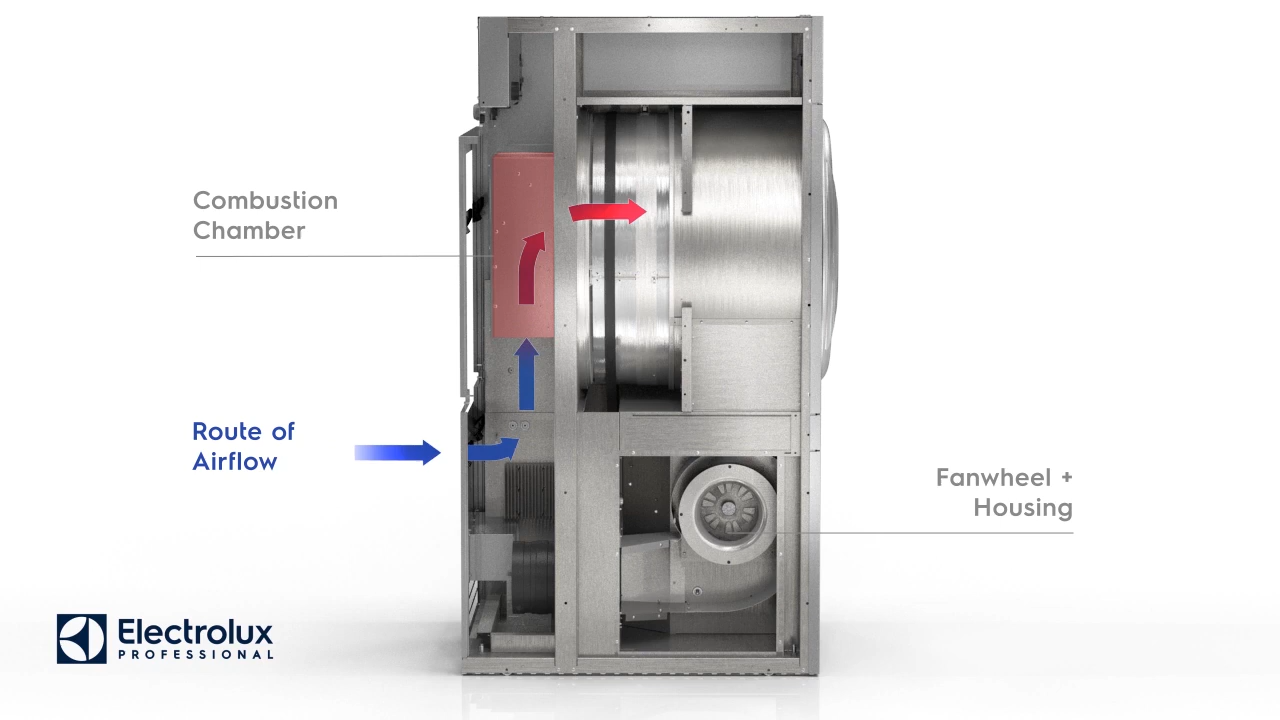 Combustion
Chamber
Route of
Airflow
Fanwheel +
Housing
Electrolux
PROFESSIONAL